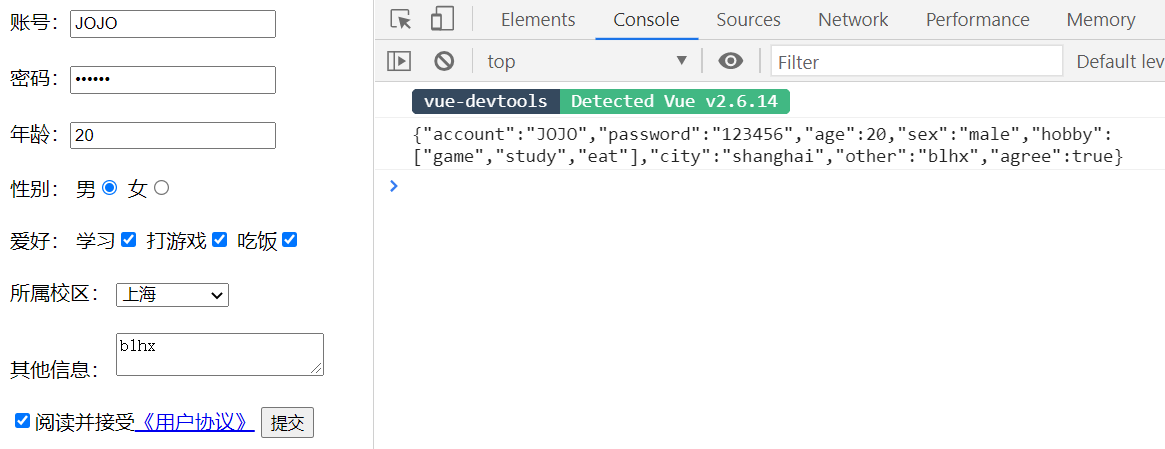 账号：JOJO
密码：••••••
年龄：20
性别： 男 女
爱好： 学习 打游戏 吃饭
所属校区： 上海
其他信息： blhx
阅读并接受《用户协议》 提交
Elements Console Sources Network Performance Memory
top Filter Default lev
vue-devtools Detected Vue v2.6.14
{"account":"JOJO","password":"123456","age":20,"sex":"male","hobby":
["game","study","eat"],"city":"shanghai","other":"blhx","agree":true}